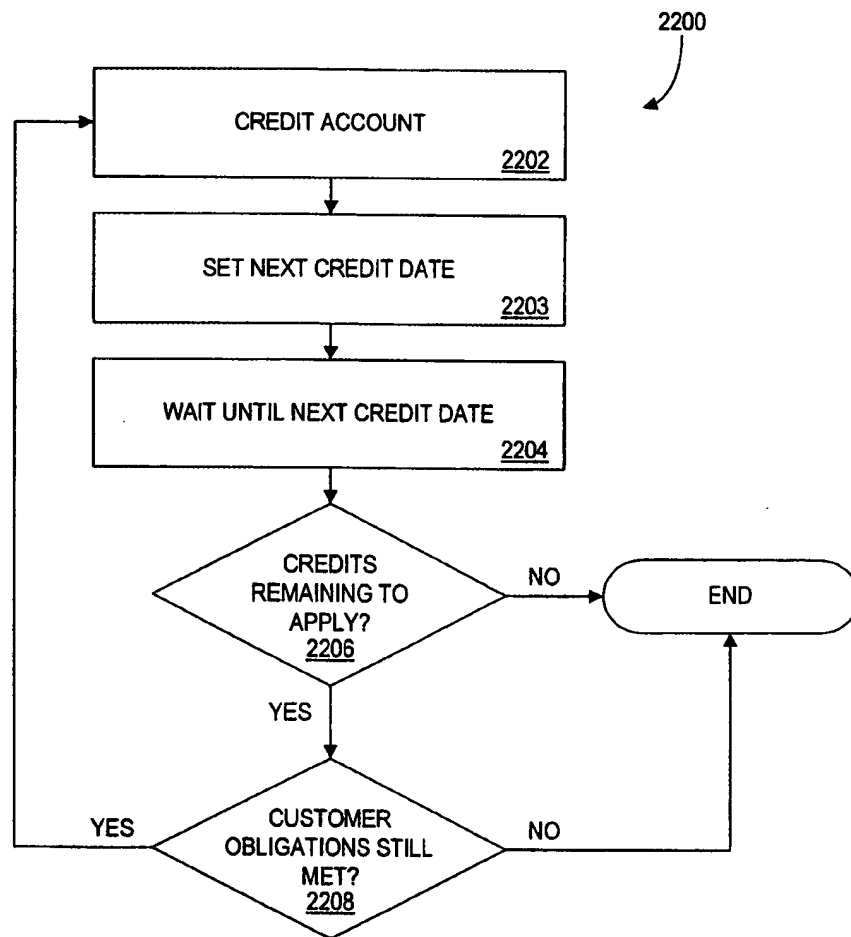 2200
CREDIT ACCOUNT
2202
SET NEXT CREDIT DATE
2203
WAIT UNTIL NEXT CREDIT DATE
2204
CREDITS
REMAINING TO
APPLY?
2206
NO
END
YES
CUSTOMER
OBLIGATIONS STILL
MET?
2208
YES
NO